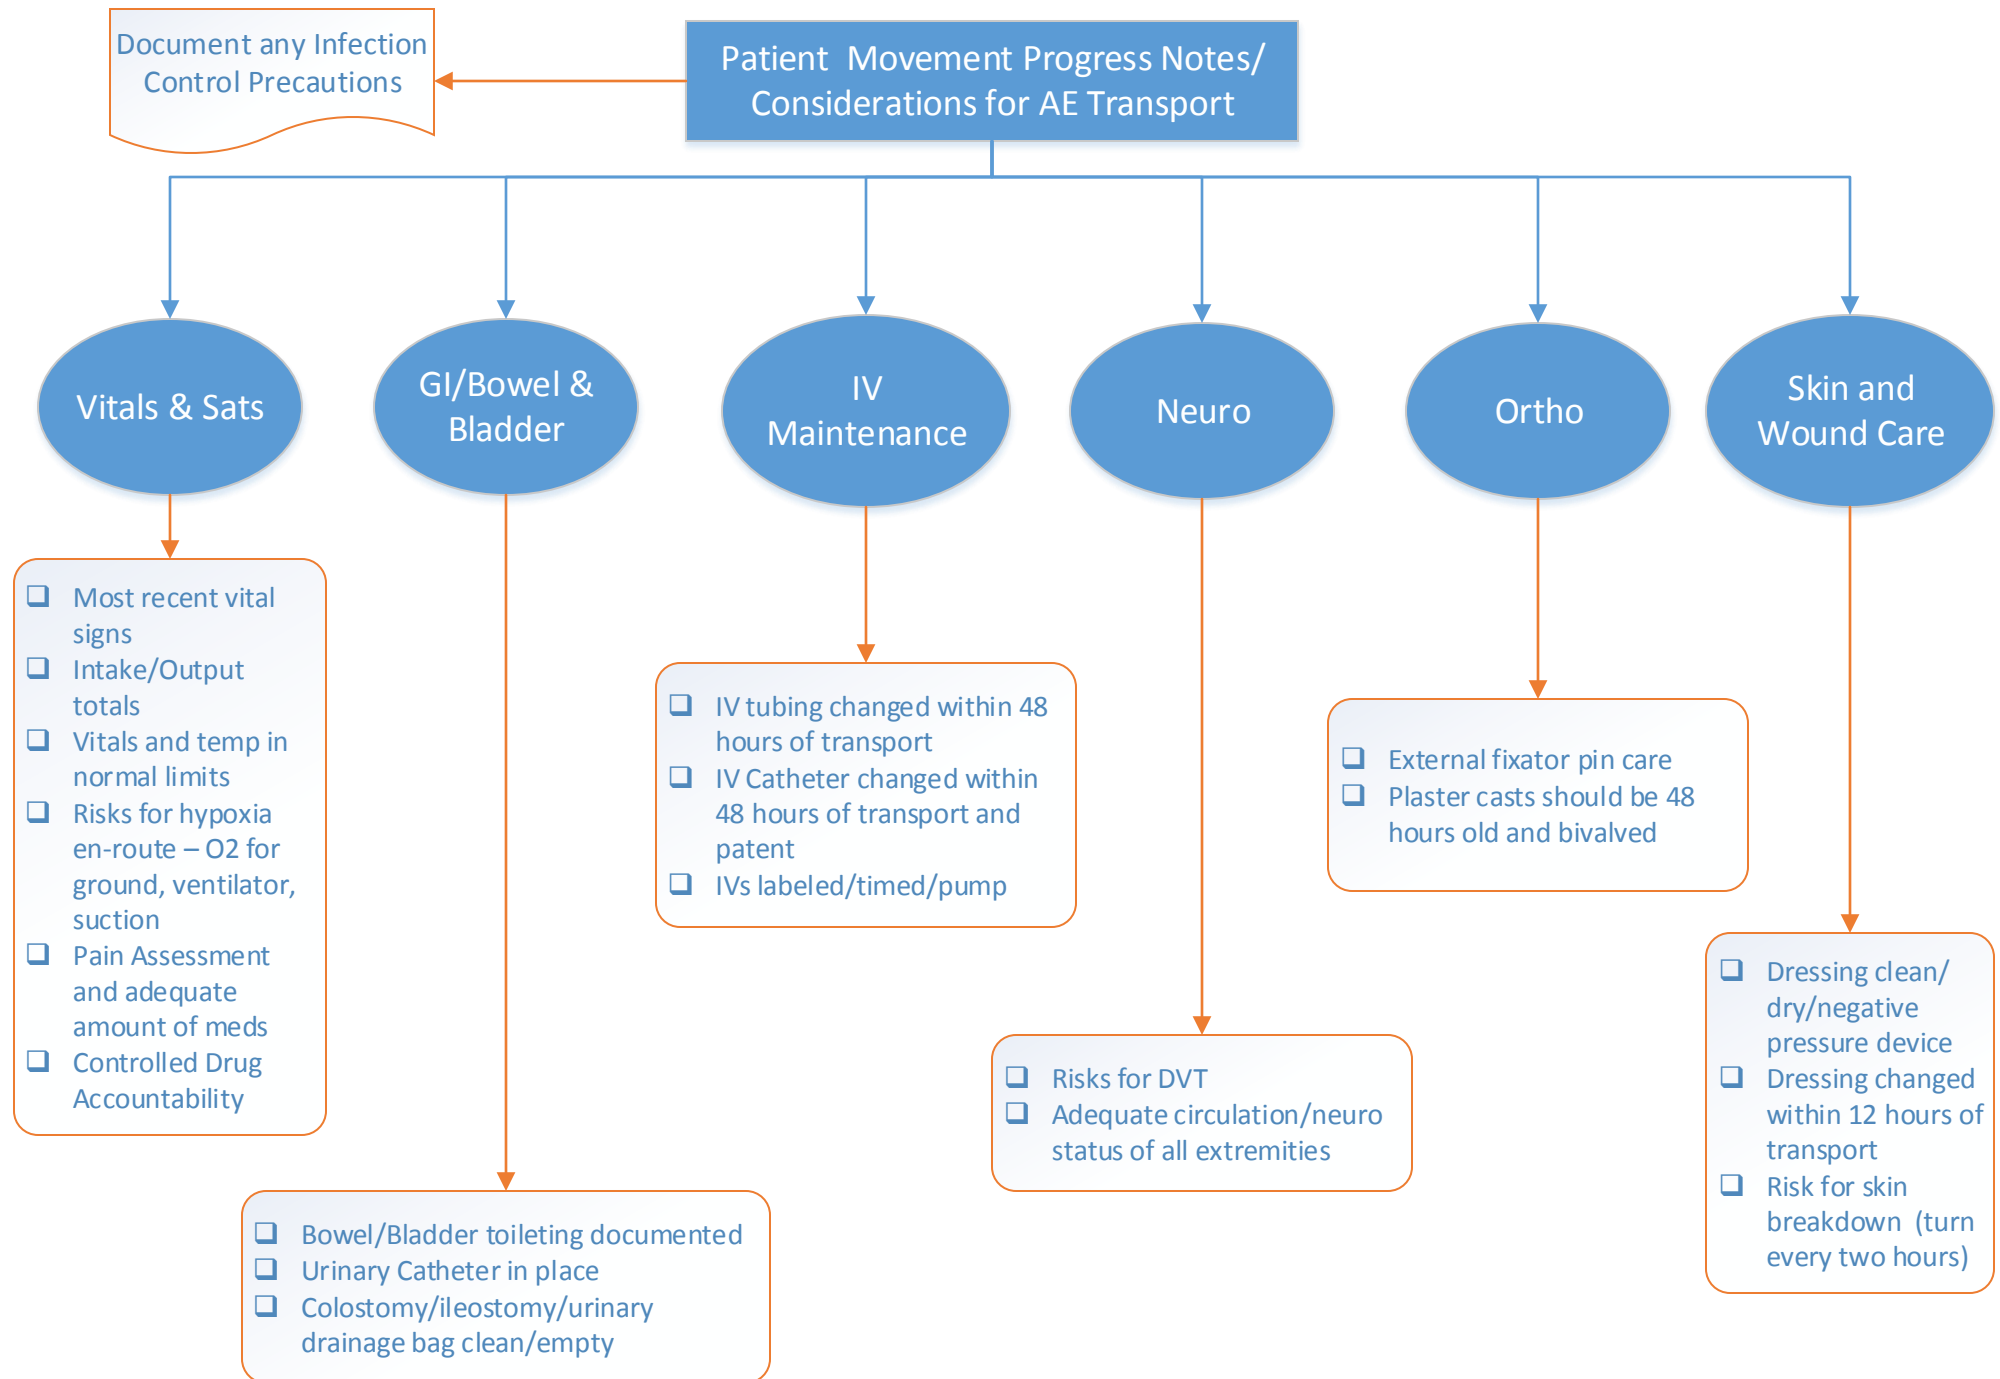 Document any Infection
Control Precautions
Patient Movement Progress Notes/
Considerations for AE Transport
Vitals & Sats
GI/Bowel &
Bladder
IV
Maintenance
Neuro
Ortho
Skin and
Wound Care
❑ Most recent vital
signs
❑ Intake/Output
totals
❑ Vitals and temp in
normal limits
❑ Risks for hypoxia
en-route – O2 for
ground, ventilator,
suction
❑ Pain Assessment
and adequate
amount of meds
❑ Controlled Drug
Accountability
❑ Bowel/Bladder toileting documented
❑ Urinary Catheter in place
❑ Colostomy/ileostomy/urinary
drainage bag clean/empty
❑ IV tubing changed within 48
hours of transport
❑ IV Catheter changed within
48 hours of transport and
patent
❑ IVs labeled/timed/pump
❑ Risks for DVT
❑ Adequate circulation/neuro
status of all extremities
❑ External fixator pin care
❑ Plaster casts should be 48
hours old and bivalved
❑ Dressing clean/
dry/negative
pressure device
❑ Dressing changed
within 12 hours of
transport
❑ Risk for skin
breakdown (turn
every two hours)